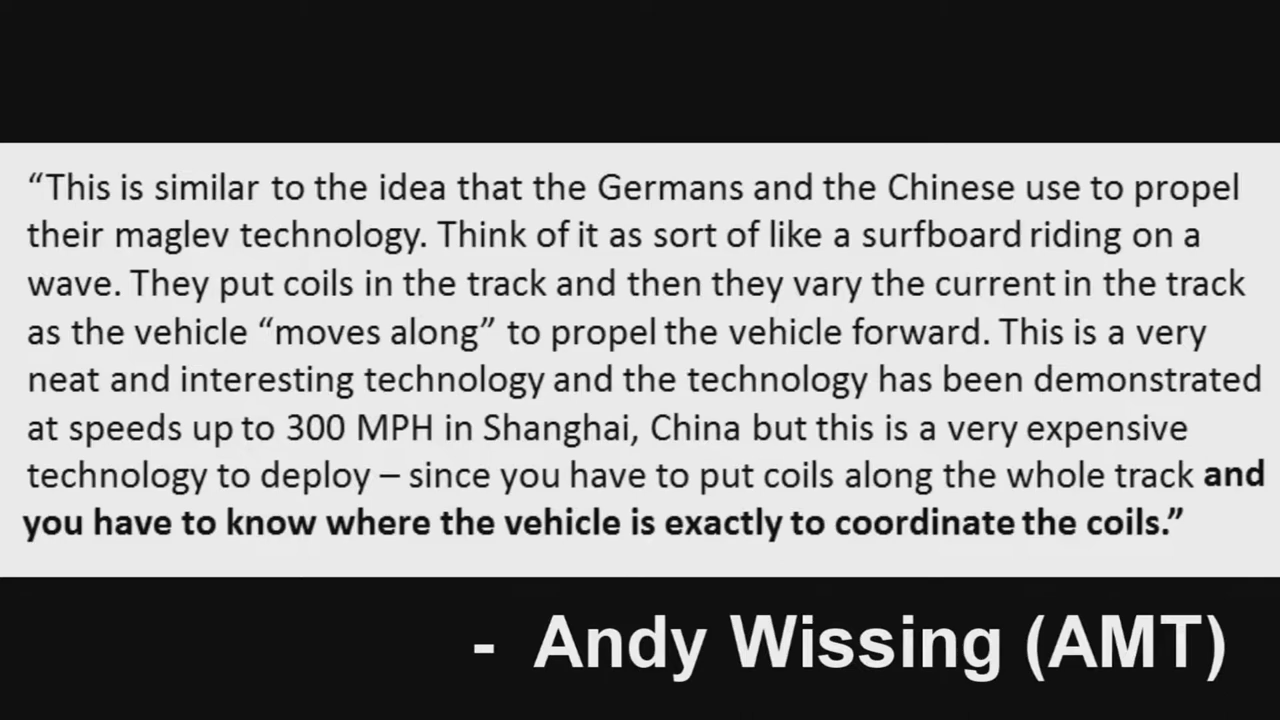 “This is similar to the idea that the Germans and the Chinese use to propel
their maglev technology. Think of it as sort of like a surfboard riding on a
wave. They put coils in the track and then they vary the current in the track
as the vehicle “moves along” to propel the vehicle forward. This is a very
neat and interesting technology and the technology has been demonstrated
at speeds up to 300 MPH in Shanghai, China but this is a very expensive
technology to deploy – since you have to put coils along the whole track and
you have to know where the vehicle is exactly to coordinate the coils.”
- Andy Wissing (AMT)